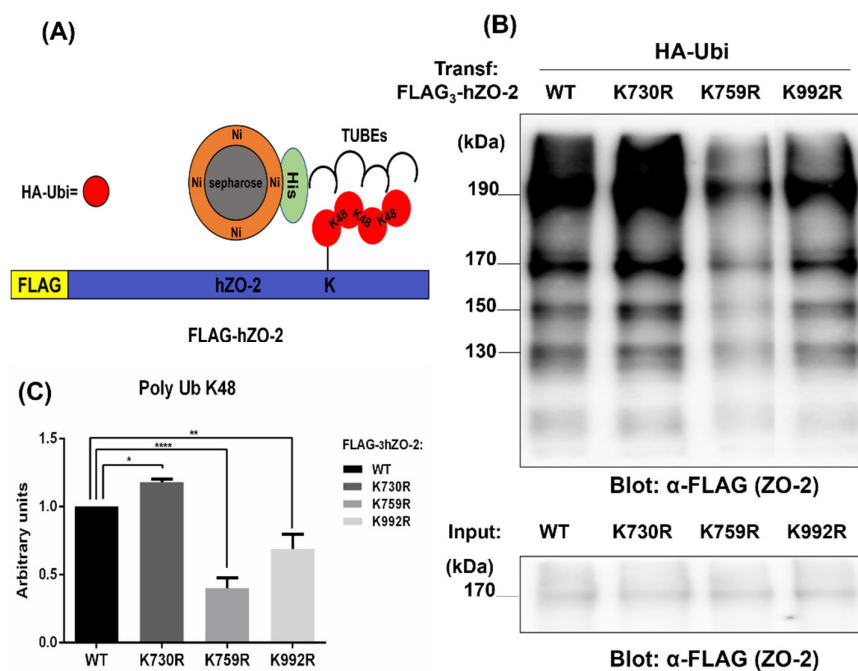 (A)
HA-Ubi=
Ni
Ni
sepharose
Ni
Ni
His
TUBEs
K48
K48
K48
FLAG
hZO-2
K
FLAG-hZO-2
(B)
HA-Ubi
Transf:
FLAG3-hZO-2
WT K730R K759R K992R
(kDa)
190
170
150
130
Blot: α-FLAG (ZO-2)
Input: WT K730R K759R K992R
(kDa)
170
Blot: α-FLAG (ZO-2)
(C)
Poly Ub K48
Arbitrary units
1.5
1.0
0.5
0.0
**
****
*
WT K730R K759R K992R
FLAG-3hZO-2:
WT
K730R
K759R
K992R